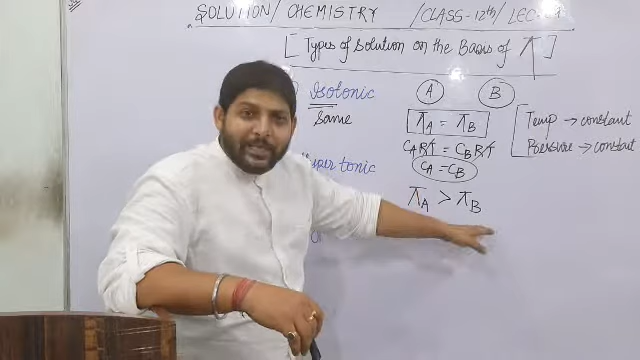 SOLUTION/ CHEMISTRY /CLASS-12th/ LEC-
[ Types of Solution on the Basis of π ]
Isotonic A B
Same πA = πB Temp → constant
CART = CBRT Pressure → constant
CA = CB
tonic
πA > πB